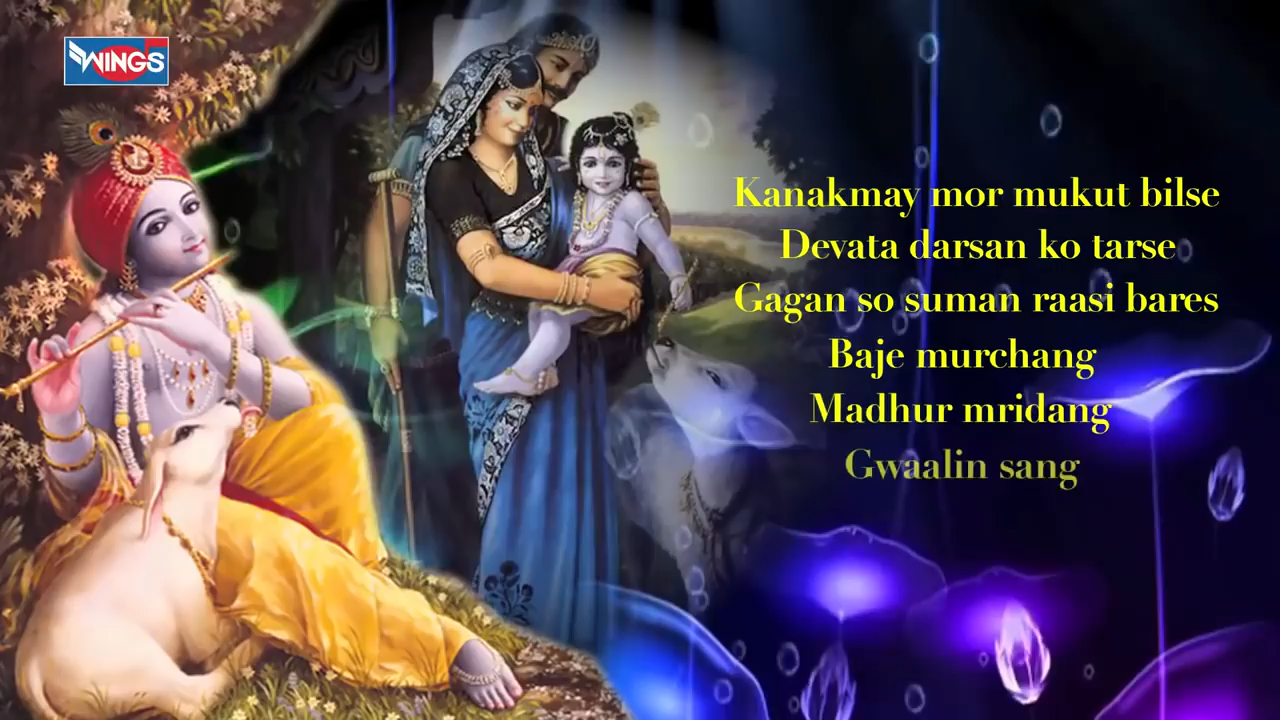 WINGS
Kanakmay mor mukut bilse
Devata darsan ko tarse
Gagan so suman raasi bares
Baje murchang
Madhur mridang
Gwaalin sang